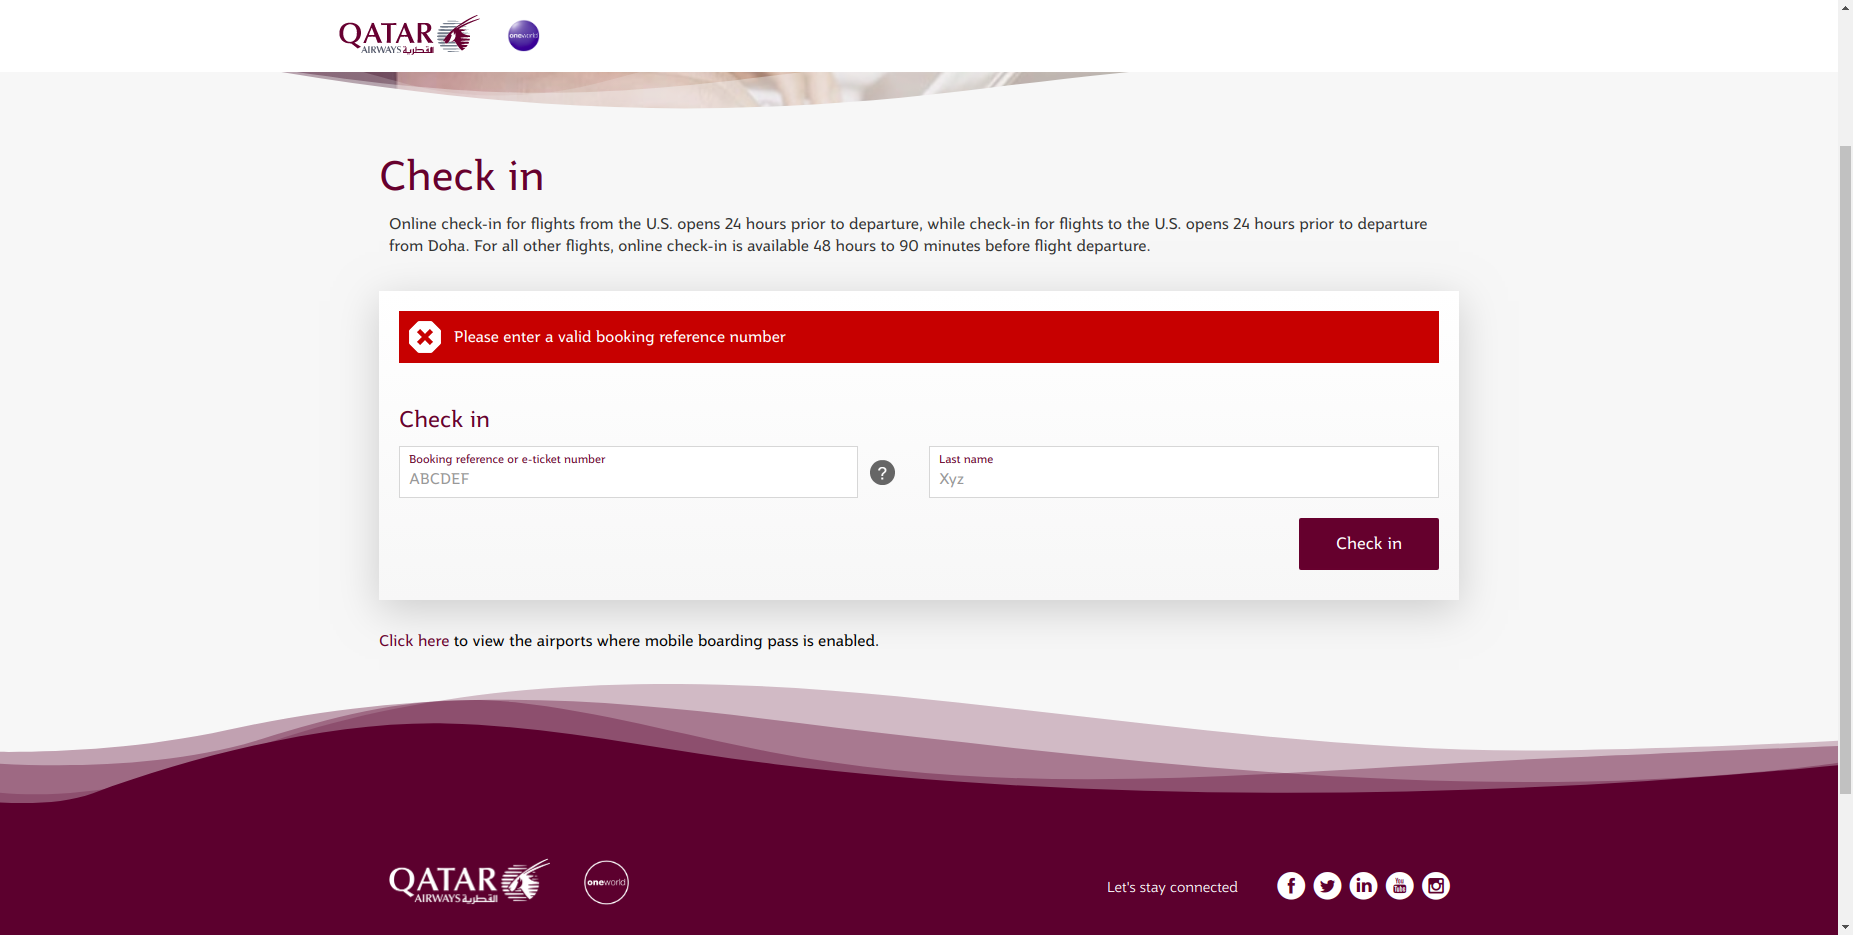 QATAR
AIRWAYS القطرية
oneworld
Check in
Online check-in for flights from the U.S. opens 24 hours prior to departure, while check-in for flights to the U.S. opens 24 hours prior to departure
from Doha. For all other flights, online check-in is available 48 hours to 90 minutes before flight departure.
Please enter a valid booking reference number
Check in
Booking reference or e-ticket number
ABCDEF
?
Last name
Xyz
Check in
Click here to view the airports where mobile boarding pass is enabled.
QATAR
AIRWAYS القطرية
oneworld
Let's stay connected
f
in
You
Tube